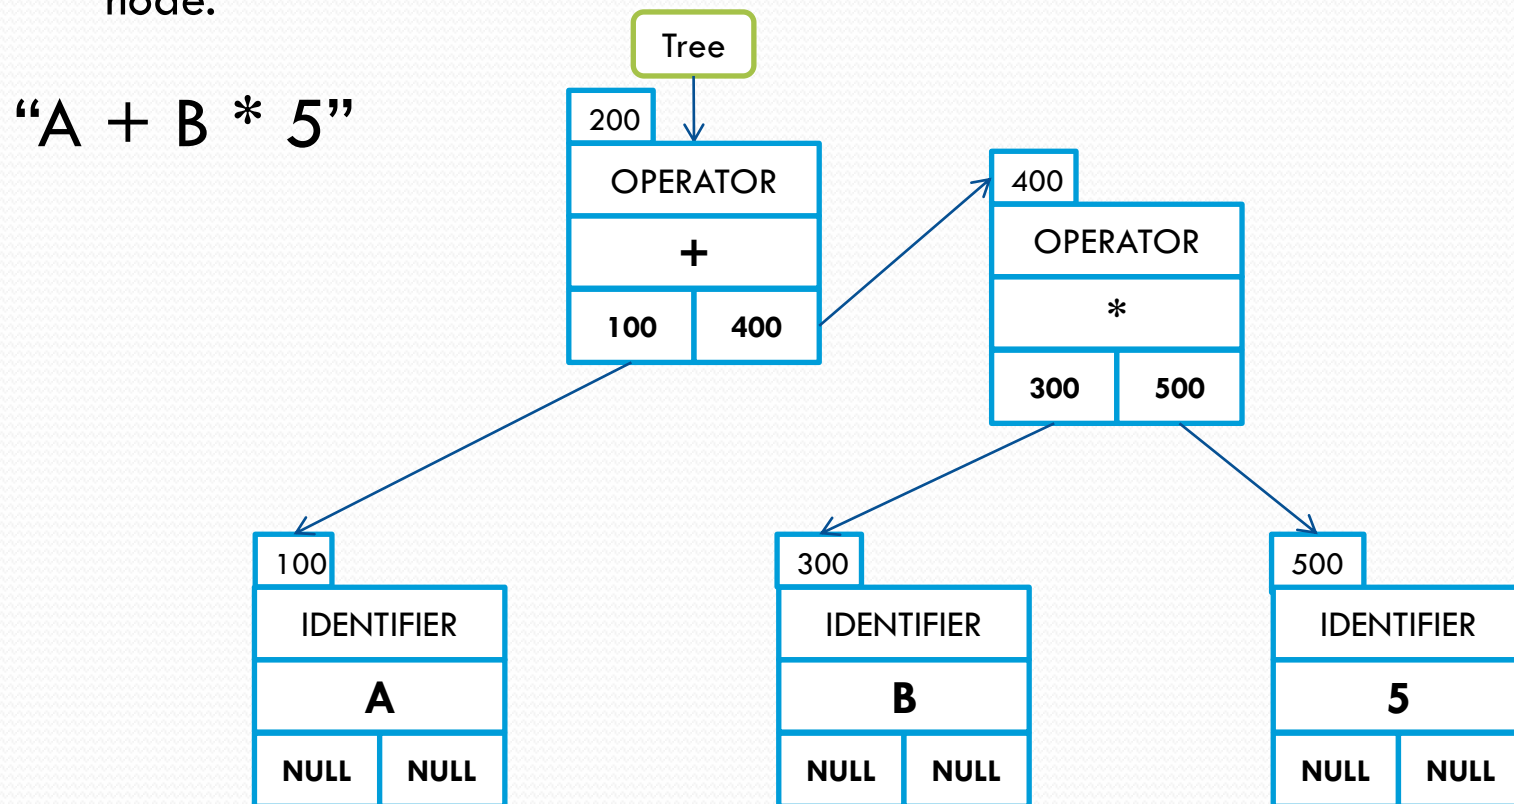 node.
Tree
“A + B * 5”
200
OPERATOR
+
100 400
400
OPERATOR
*
300 500
100
IDENTIFIER
A
NULL NULL
300
IDENTIFIER
B
NULL NULL
500
IDENTIFIER
5
NULL NULL